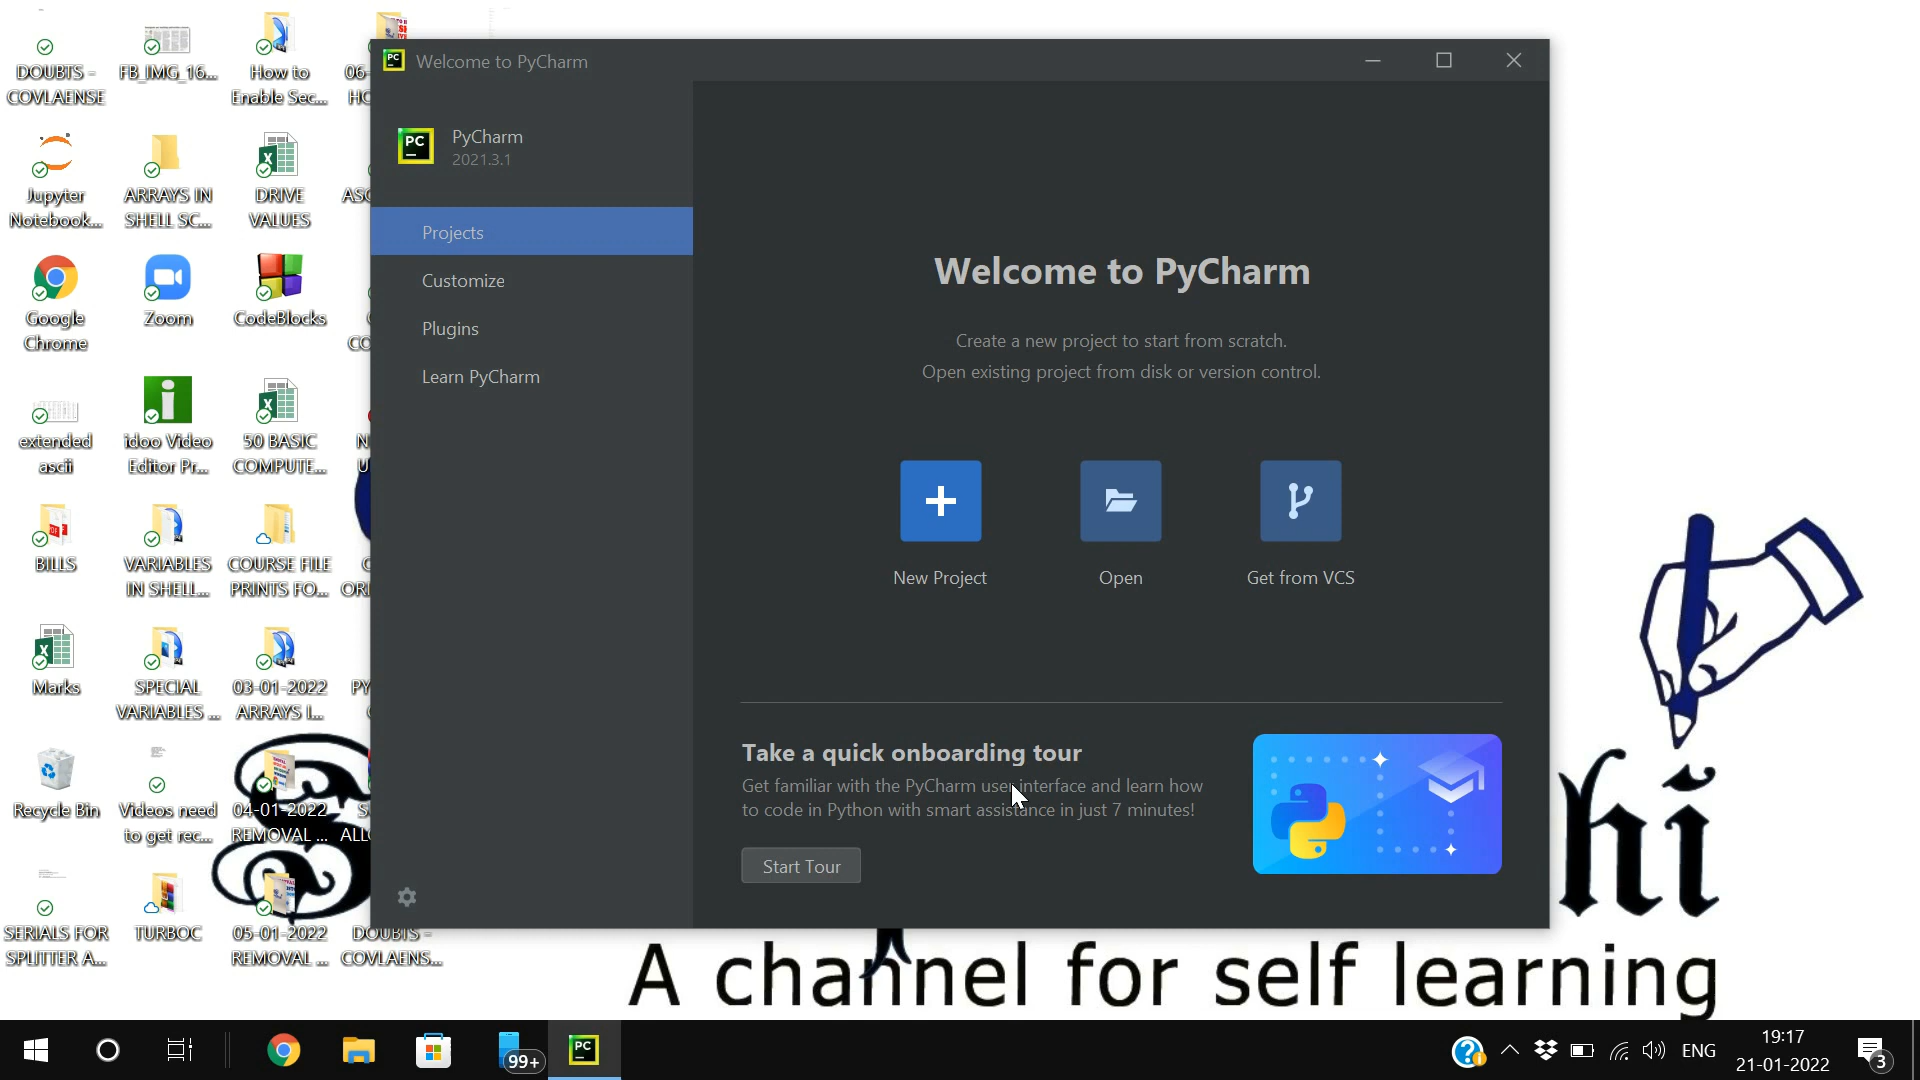 DOUBTS -
COVLAENSE
FB_IMG_16...
How to
Enable Sec...
06-
Jupyter
Notebook...
ARRAYS IN
SHELL SC...
DRIVE
VALUES
Google
Chrome
Zoom
CodeBlocks
extended
ascii
idoo Video
Editor Pr...
50 BASIC
COMPUTE...
BILLS
VARIABLES
IN SHELL...
COURSE FILE
PRINTS FO...
Marks
SPECIAL
VARIABLES ...
03-01-2022
ARRAYS I...
Recycle Bin
Videos need
to get rec...
04-01-2022
REMOVAL ...
SERIALS FOR
SPLITTER A...
TURBOC
05-01-2022
REMOVAL ...
DOUBTS -
COVLAENS...
PC Welcome to PyCharm
PC
PyCharm
2021.3.1
Projects
Customize
Plugins
Learn PyCharm
Welcome to PyCharm
Create a new project to start from scratch.
Open existing project from disk or version control.
New Project
Open
Get from VCS
Take a quick onboarding tour
Get familiar with the PyCharm user interface and learn how
to code in Python with smart assistance in just 7 minutes!
Start Tour
hi
A channel for self learning
99+
PC
ENG
19:17
21-01-2022
3